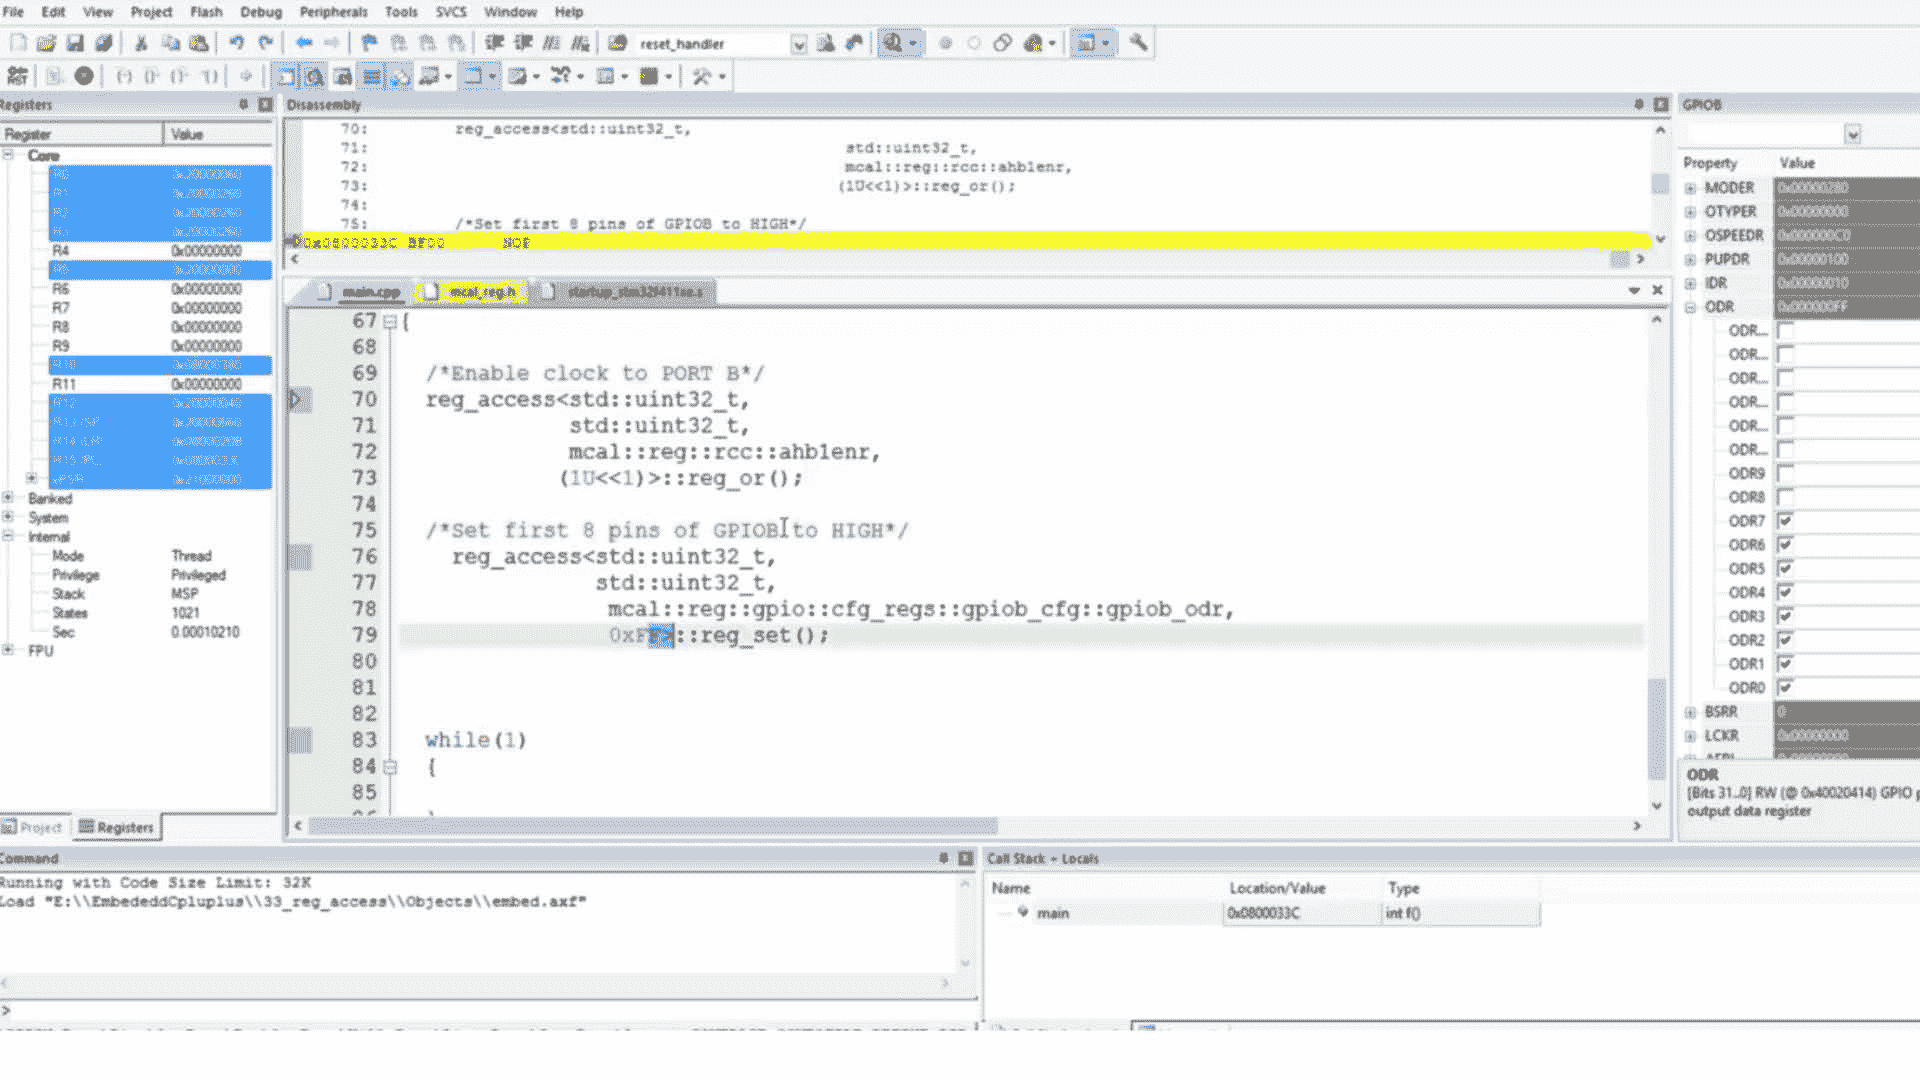 File Edit View Project Flash Debug Peripherals Tools SVCS Window Help
reset_handler
Registers
Register Value
Core
R4 0x00000000
R6 0x00000000
R7 0x00000000
R8 0x00000000
R9 0x00000000
R11 0x00000000
Banked
System
Internal
Mode Thread
Privilege Privileged
Stack MSP
States 1021
Sec 0.00010210
FPU
Project Registers
Disassembly
70: reg_access<std::uint32_t,
71: std::uint32_t,
72: mcal::reg::rcc::ahb1enr,
73: (1U<<1)>::reg_or();
74:
75: /*Set first 8 pins of GPIOB to HIGH*/
0x0800033C BF00 NOP
main.cpp mcal_reg.h startup_stm32f411xe.s
67 {
68
69 /*Enable clock to PORT B*/
70 reg_access<std::uint32_t,
71 std::uint32_t,
72 mcal::reg::rcc::ahb1enr,
73 (1U<<1)>::reg_or();
74
75 /*Set first 8 pins of GPIOB to HIGH*/
76 reg_access<std::uint32_t,
77 std::uint32_t,
78 mcal::reg::gpio::cfg_regs::gpiob_cfg::gpiob_odr,
79 ::reg_set();
80
81
82
83 while(1)
84 {
85
GPIOB
Property Value
MODER 0x00000280
OTYPER 0x00000000
OSPEEDR 0x000000C0
PUPDR 0x00000100
IDR 0x00000010
ODR 0x000000FF
ODR...
ODR...
ODR...
ODR...
ODR...
ODR...
ODR9
ODR8
ODR7
ODR6
ODR5
ODR4
ODR3
ODR2
ODR1
ODR0
BSRR 0
LCKR 0x00000000
ODR
[Bits 31..0] RW (@ 0x40020414) GPIO p
output data register
Command
Running with Code Size Limit: 32K
Load "E:\\EmbededdCpluplus\\33_reg_access\\Objects\\embed.axf"
>
Call Stack + Locals
Name Location/Value Type
main 0x0800033C int f()